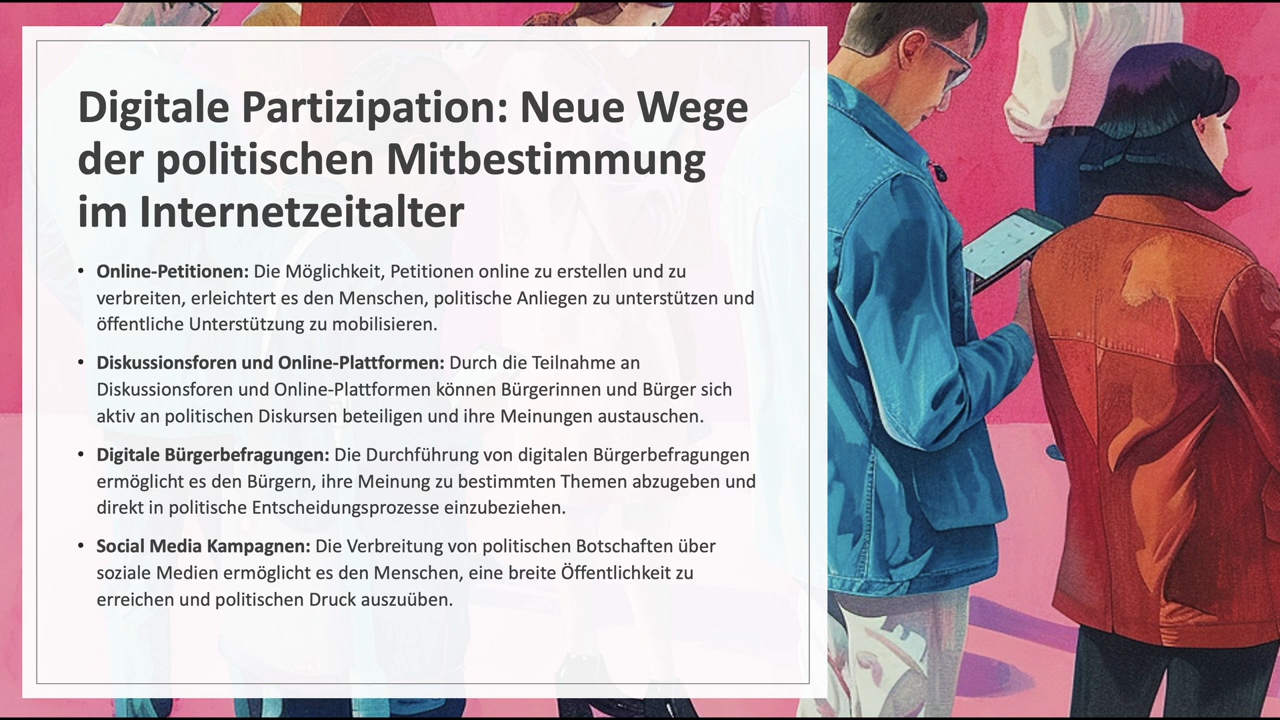 Digitale Partizipation: Neue Wege
der politischen Mitbestimmung
im Internetzeitalter
• Online-Petitionen: Die Möglichkeit, Petitionen online zu erstellen und zu
verbreiten, erleichtert es den Menschen, politische Anliegen zu unterstützen und
öffentliche Unterstützung zu mobilisieren.
• Diskussionsforen und Online-Plattformen: Durch die Teilnahme an
Diskussionsforen und Online-Plattformen können Bürgerinnen und Bürger sich
aktiv an politischen Diskursen beteiligen und ihre Meinungen austauschen.
• Digitale Bürgerbefragungen: Die Durchführung von digitalen Bürgerbefragungen
ermöglicht es den Bürgern, ihre Meinung zu bestimmten Themen abzugeben und
direkt in politische Entscheidungsprozesse einzubeziehen.
• Social Media Kampagnen: Die Verbreitung von politischen Botschaften über
soziale Medien ermöglicht es den Menschen, eine breite Öffentlichkeit zu
erreichen und politischen Druck auszuüben.